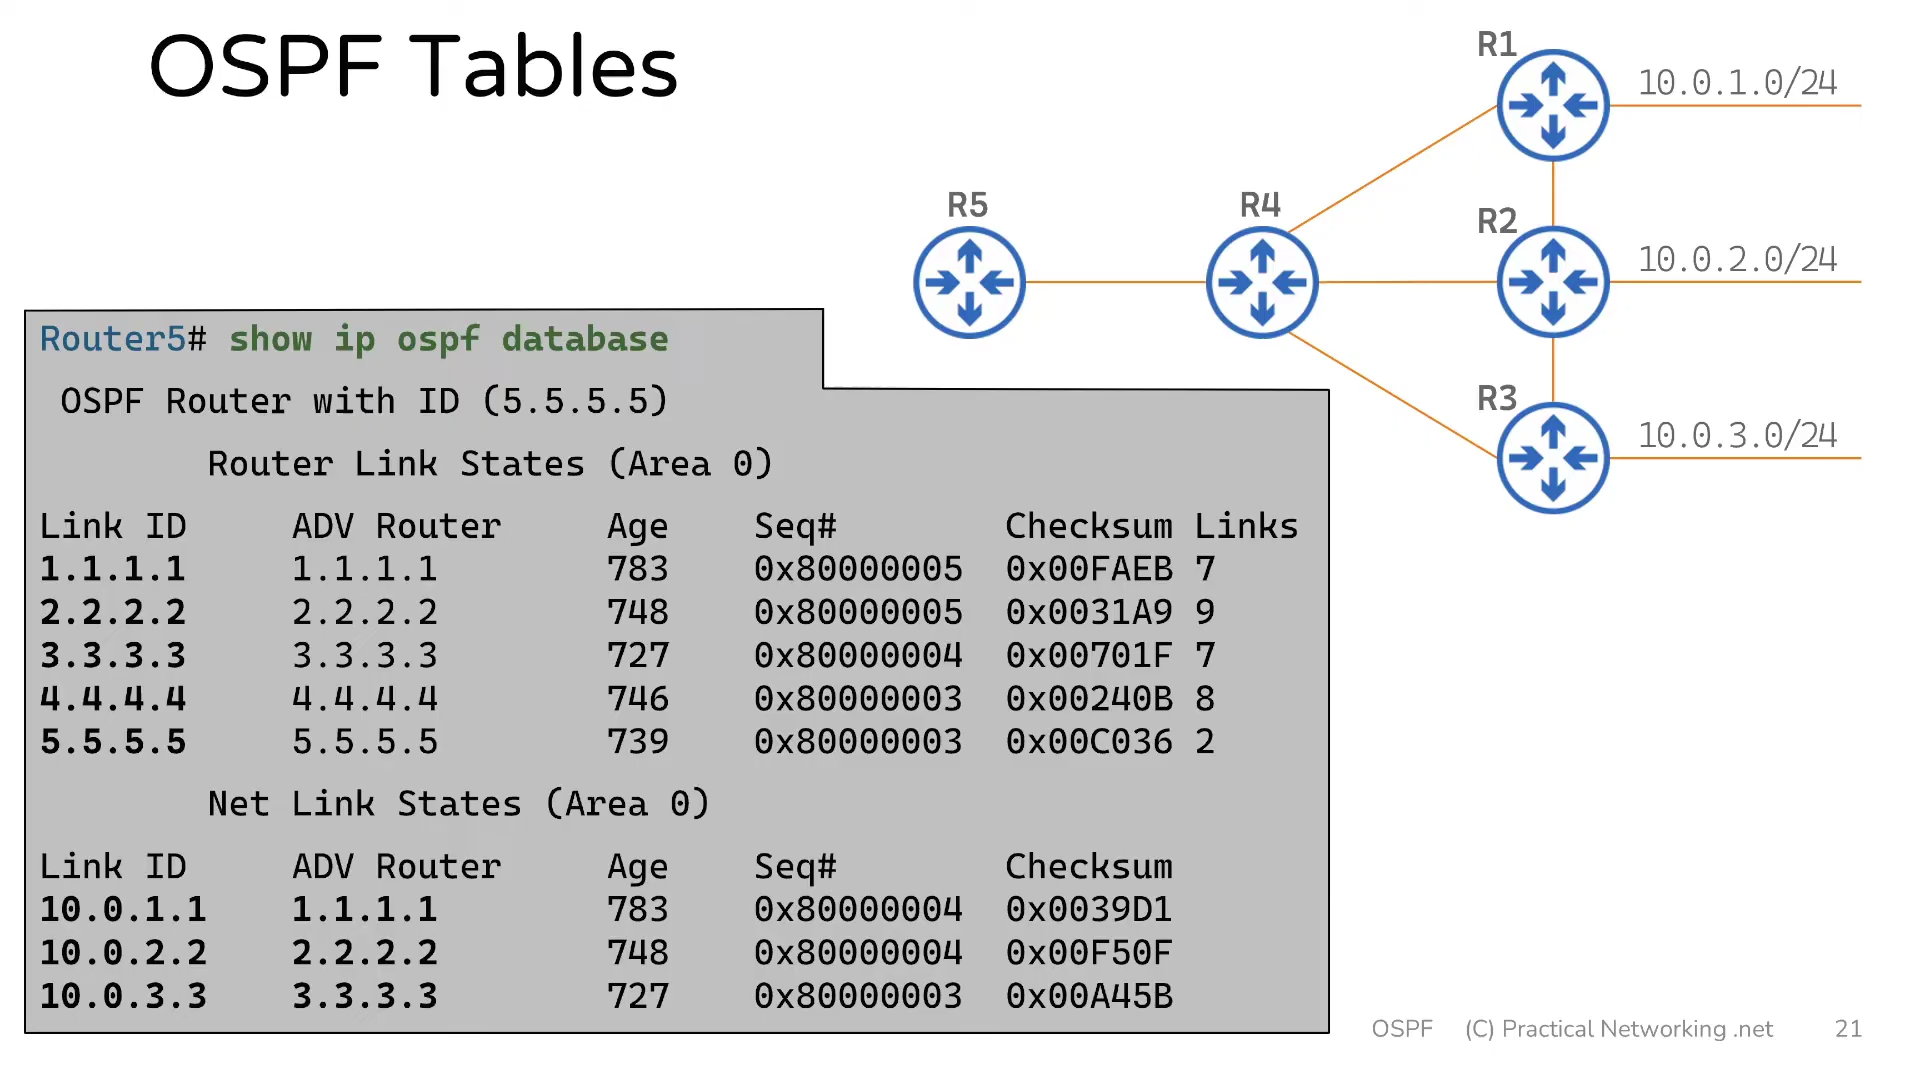 OSPF Tables
R1
10.0.1.0/24
R5
R4
R2
10.0.2.0/24
R3
10.0.3.0/24
Router5# show ip ospf database
OSPF Router with ID (5.5.5.5)
Router Link States (Area 0)
Link ID ADV Router Age Seq# Checksum Links
1.1.1.1 1.1.1.1 783 0x80000005 0x00FAEB 7
2.2.2.2 2.2.2.2 748 0x80000005 0x0031A9 9
3.3.3.3 3.3.3.3 727 0x80000004 0x00701F 7
4.4.4.4 4.4.4.4 746 0x80000003 0x00240B 8
5.5.5.5 5.5.5.5 739 0x80000003 0x00C036 2
Net Link States (Area 0)
Link ID ADV Router Age Seq# Checksum
10.0.1.1 1.1.1.1 783 0x80000004 0x0039D1
10.0.2.2 2.2.2.2 748 0x80000004 0x00F50F
10.0.3.3 3.3.3.3 727 0x80000003 0x00A45B
OSPF (C) Practical Networking .net 21